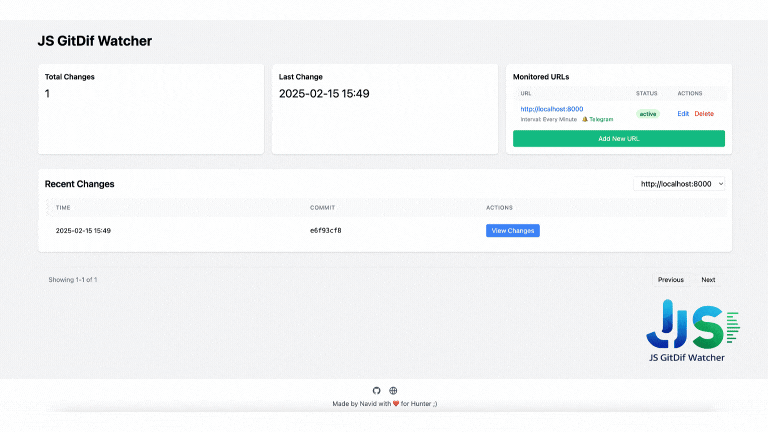 JS GitDif Watcher
Total Changes
1
Last Change
2025-02-15 15:49
Monitored URLs
URL STATUS ACTIONS
http://localhost:8000 active Edit Delete
Interval: Every Minute 🔔 Telegram
Add New URL
Recent Changes http://localhost:8000
TIME COMMIT ACTIONS
2025-02-15 15:49 e6f93cf8 View Changes
Showing 1-1 of 1 Previous Next
JS
JS GitDif Watcher
Made by Navid with ❤️ for Hunter ;)